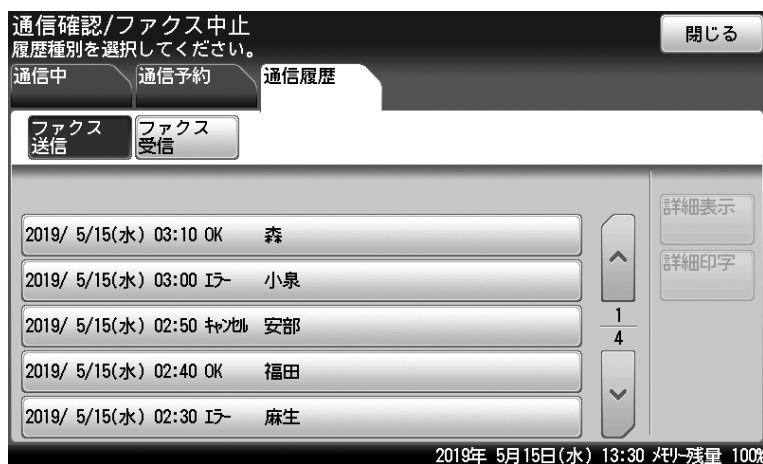 通信確認/ファクス中止
履歴種別を選択してください。
閉じる
通信中
通信予約
通信履歴
ファクス
送信
ファクス
受信
2019/ 5/15(水) 03:10 OK 森
2019/ 5/15(水) 03:00 ｴﾗｰ 小泉
2019/ 5/15(水) 02:50 ｷｬﾝｾﾙ 安部
2019/ 5/15(水) 02:40 OK 福田
2019/ 5/15(水) 02:30 ｴﾗｰ 麻生
1
4
詳細表示
詳細印字
2019年 5月15日(水) 13:30 ﾒﾓﾘｰ残量 100%